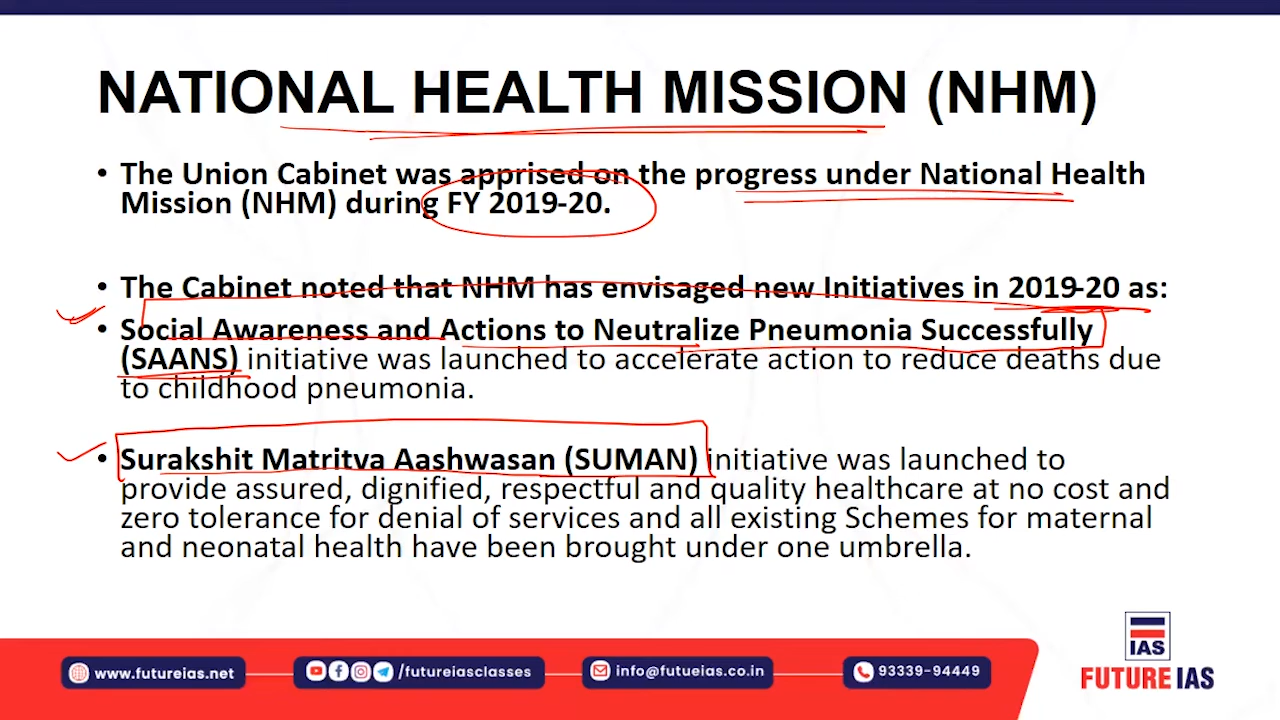 NATIONAL HEALTH MISSION (NHM)
• The Union Cabinet was apprised on the progress under National Health
Mission (NHM) during FY 2019-20.
• The Cabinet noted that NHM has envisaged new Initiatives in 2019-20 as:
• Social Awareness and Actions to Neutralize Pneumonia Successfully
(SAANS) initiative was launched to accelerate action to reduce deaths due
to childhood pneumonia.
• Surakshit Matritva Aashwasan (SUMAN) initiative was launched to
provide assured, dignified, respectful and quality healthcare at no cost and
zero tolerance for denial of services and all existing Schemes for maternal
and neonatal health have been brought under one umbrella.
IAS
www.futureias.net
/futureiasclasses
info@futueias.co.in
93339-94449
FUTURE IAS